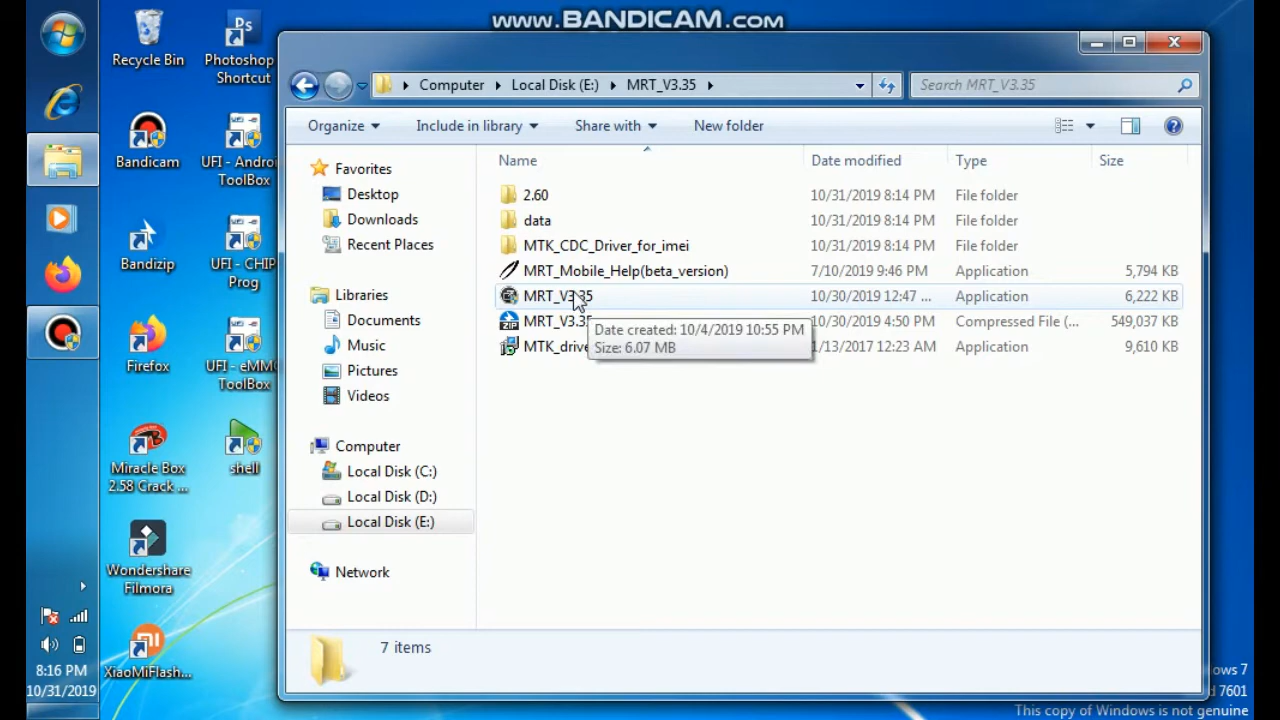 WWW.BANDICAM.com
Recycle Bin
Photoshop
Shortcut
Bandicam
UFI - Androi
ToolBox
Bandizip
UFI - CHIP
Prog
Firefox
UFI - eMMC
ToolBox
Miracle Box
2.58 Crack ...
shell
Wondershare
Filmora
XiaoMiFlash...
8:16 PM
10/31/2019
Computer
Local Disk (E:)
MRT_V3.35
Search MRT_V3.35
Organize
Include in library
Share with
New folder
Favorites
Desktop
Downloads
Recent Places
Libraries
Documents
Music
Pictures
Videos
Computer
Local Disk (C:)
Local Disk (D:)
Local Disk (E:)
Network
Name Date modified Type Size
2.60 10/31/2019 8:14 PM File folder
data 10/31/2019 8:14 PM File folder
MTK_CDC_Driver_for_imei 10/31/2019 8:14 PM File folder
MRT_Mobile_Help(beta_version) 7/10/2019 9:46 PM Application 5,794 KB
MRT_V3.35 10/30/2019 12:47 ... Application 6,222 KB
MRT_V3.35 10/30/2019 4:50 PM Compressed File (... 549,037 KB
MTK_drive 1/13/2017 12:23 AM Application 9,610 KB
Date created: 10/4/2019 10:55 PM
Size: 6.07 MB
7 items
ows 7
d 7601
This copy of Windows is not genuine